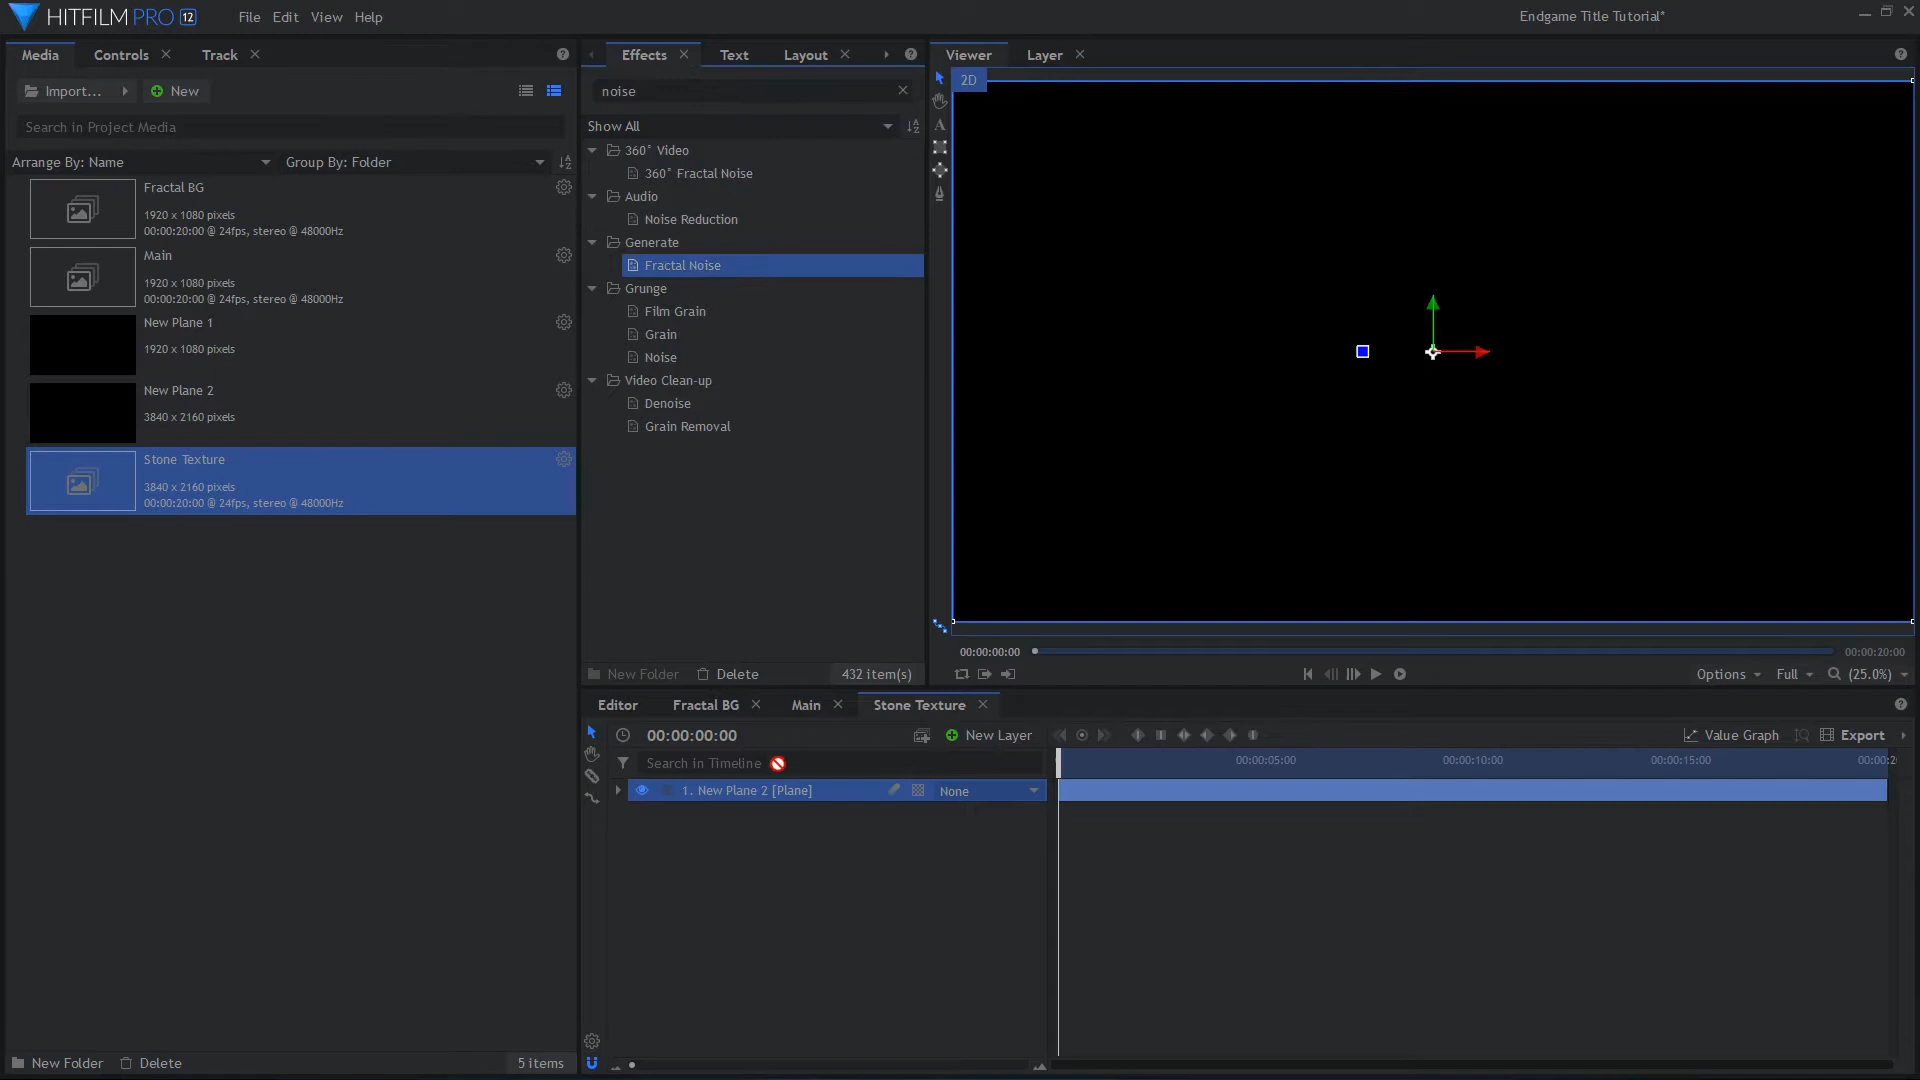 HITFILM PRO 12
File Edit View Help
Endgame Title Tutorial*
Media Controls Track
Import... New
Search in Project Media
Arrange By: Name Group By: Folder
Fractal BG
1920 x 1080 pixels
00:00:20:00 @ 24fps, stereo @ 48000Hz
Main
1920 x 1080 pixels
00:00:20:00 @ 24fps, stereo @ 48000Hz
New Plane 1
1920 x 1080 pixels
New Plane 2
3840 x 2160 pixels
Stone Texture
3840 x 2160 pixels
00:00:20:00 @ 24fps, stereo @ 48000Hz
New Folder Delete 5 items
Effects Text Layout
noise
Show All
360° Video
360° Fractal Noise
Audio
Noise Reduction
Generate
Fractal Noise
Grunge
Film Grain
Grain
Noise
Video Clean-up
Denoise
Grain Removal
New Folder Delete 432 item(s)
Viewer Layer
2D
00:00:00:00 00:00:20:00
Options Full (25.0%)
Editor Fractal BG Main Stone Texture
00:00:00:00 New Layer Value Graph Export
Search in Timeline
00:00:05:00 00:00:10:00 00:00:15:00 00:00:2
1. New Plane 2 [Plane] None